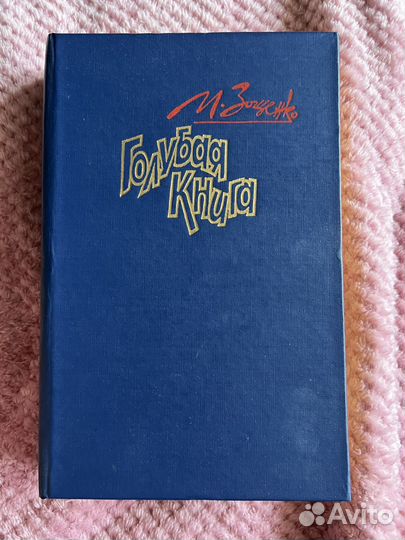 М. Зощенко
Голубая
Книга
Avito